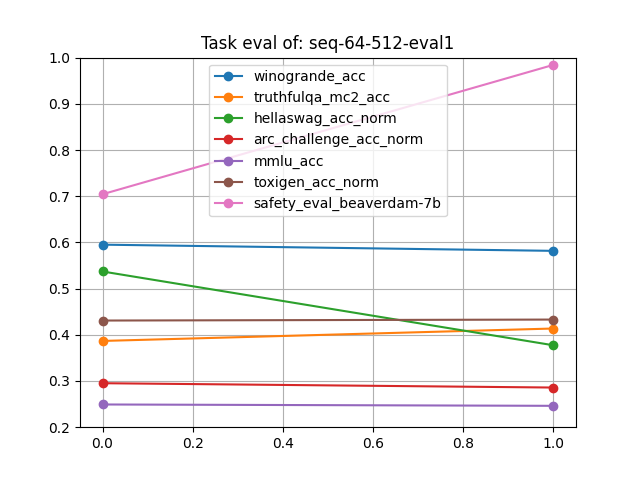 Task eval of: seq-64-512-eval1
1.0
0.9
0.8
0.7
0.6
0.5
0.4
0.3
0.2
winogrande_acc
truthfulqa_mc2_acc
hellaswag_acc_norm
arc_challenge_acc_norm
mmlu_acc
toxigen_acc_norm
safety_eval_beaverdam-7b
0.0 0.2 0.4 0.6 0.8 1.0